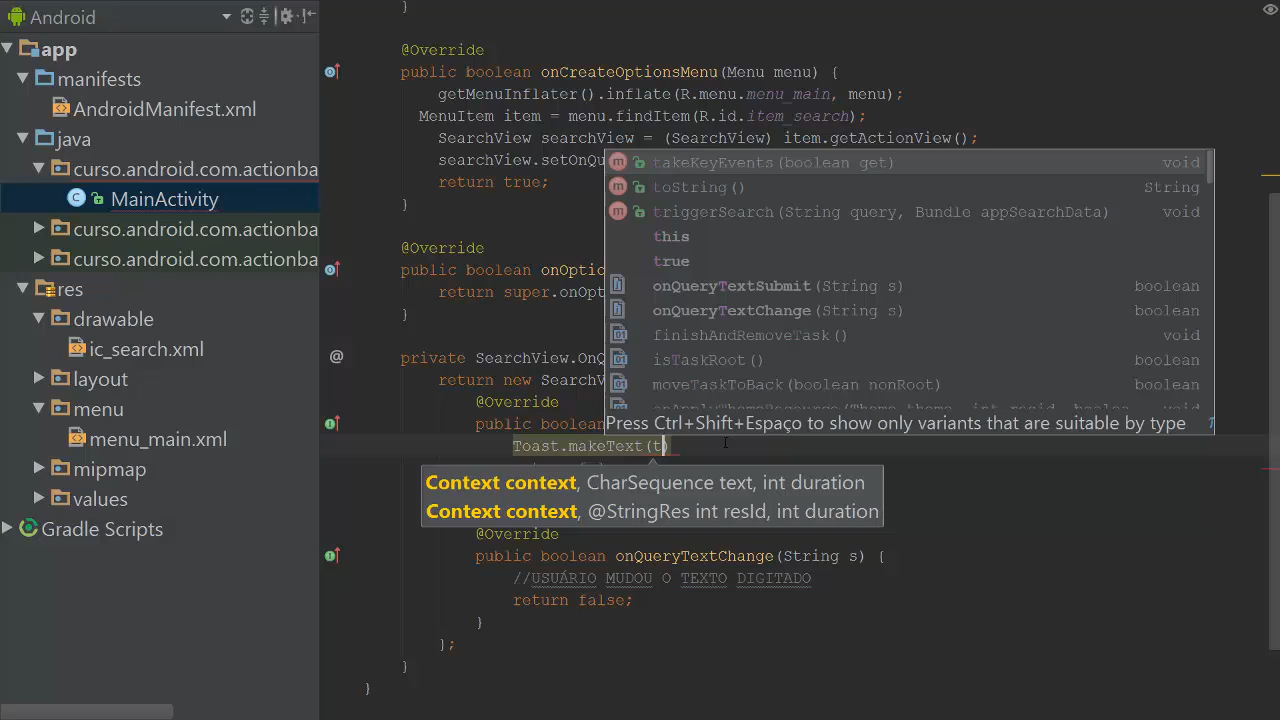 Android
app
manifests
AndroidManifest.xml
java
curso.android.com.actionba
MainActivity
curso.android.com.actionba
curso.android.com.actionba
res
drawable
ic_search.xml
layout
menu
menu_main.xml
mipmap
values
Gradle Scripts
}
@Override
public boolean onCreateOptionsMenu(Menu menu) {
getMenuInflater().inflate(R.menu.menu_main, menu);
MenuItem item = menu.findItem(R.id.item_search);
SearchView searchView = (SearchView) item.getActionView();
searchView.setOnQu
return true;
}
@Override
public boolean onOptio
return super.onOpt
}
@
private SearchView.OnQ
return new SearchV
@Override
public boolean
Toast.makeText(t)
takeKeyEvents(boolean get) void
toString() String
triggerSearch(String query, Bundle appSearchData) void
this
true
onQueryTextSubmit(String s) boolean
onQueryTextChange(String s) boolean
finishAndRemoveTask() void
isTaskRoot() boolean
moveTaskToBack(boolean nonRoot) boolean
Press Ctrl+Shift+Espaço to show only variants that are suitable by type
Context context, CharSequence text, int duration
Context context, @StringRes int resId, int duration
@Override
public boolean onQueryTextChange(String s) {
//USUÁRIO MUDOU O TEXTO DIGITADO
return false;
}
};
}
}